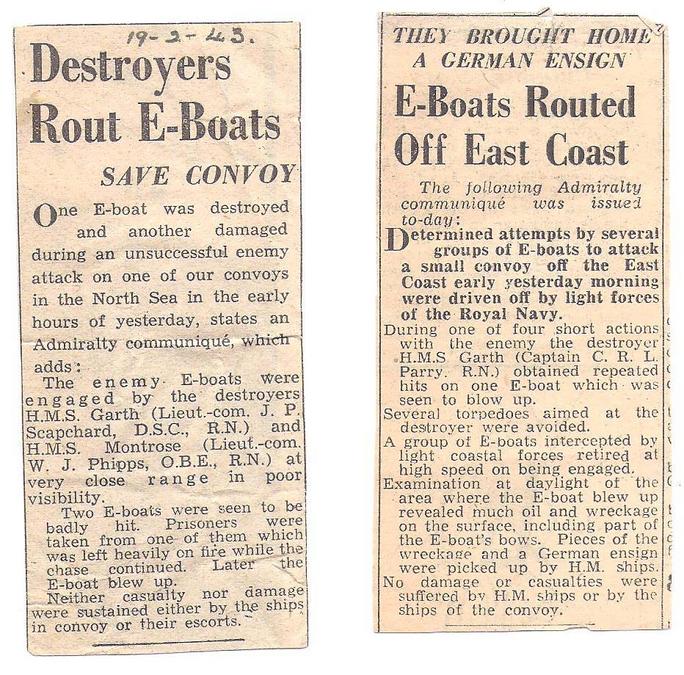 19-2-43.
Destroyers
Rout E-Boats
SAVE CONVOY
One E-boat was destroyed
and another damaged
during an unsuccessful enemy
attack on one of our convoys
in the North Sea in the early
hours of yesterday, states an
Admiralty communiqué, which
adds:
The enemy E-boats were
engaged by the destroyers
H.M.S. Garth (Lieut.-com. J. P.
Scapchard, D.S.C., R.N.) and
H.M.S. Montrose (Lieut.-com.
W. J. Phipps, O.B.E., R.N.) at
very close range in poor
visibility.
Two E-boats were seen to be
badly hit. Prisoners were
taken from one of them which
was left heavily on fire while the
chase continued. Later the
E-boat blew up.
Neither casualty nor damage
were sustained either by the ships
in convoy or their escorts.
THEY BROUGHT HOME
A GERMAN ENSIGN
E-Boats Routed
Off East Coast
The following Admiralty
communiqué was issued
to-day:
Determined attempts by several
groups of E-boats to attack
a small convoy off the East
Coast early yesterday morning
were driven off by light forces
of the Royal Navy.
During one of four short actions
with the enemy the destroyer
H.M.S. Garth (Captain C. R. L.
Parry, R.N.) obtained repeated
hits on one E-boat which was
seen to blow up.
Several torpedoes aimed at the
destroyer were avoided.
A group of E-boats intercepted by
light coastal forces retired at
high speed on being engaged.
Examination at daylight of the
area where the E-boat blew up
revealed much oil and wreckage
on the surface, including part of
the E-boat's bows. Pieces of the
wreckage and a German ensign
were picked up by H.M. ships.
No damage or casualties were
suffered by H.M. ships or by the
ships of the convoy.